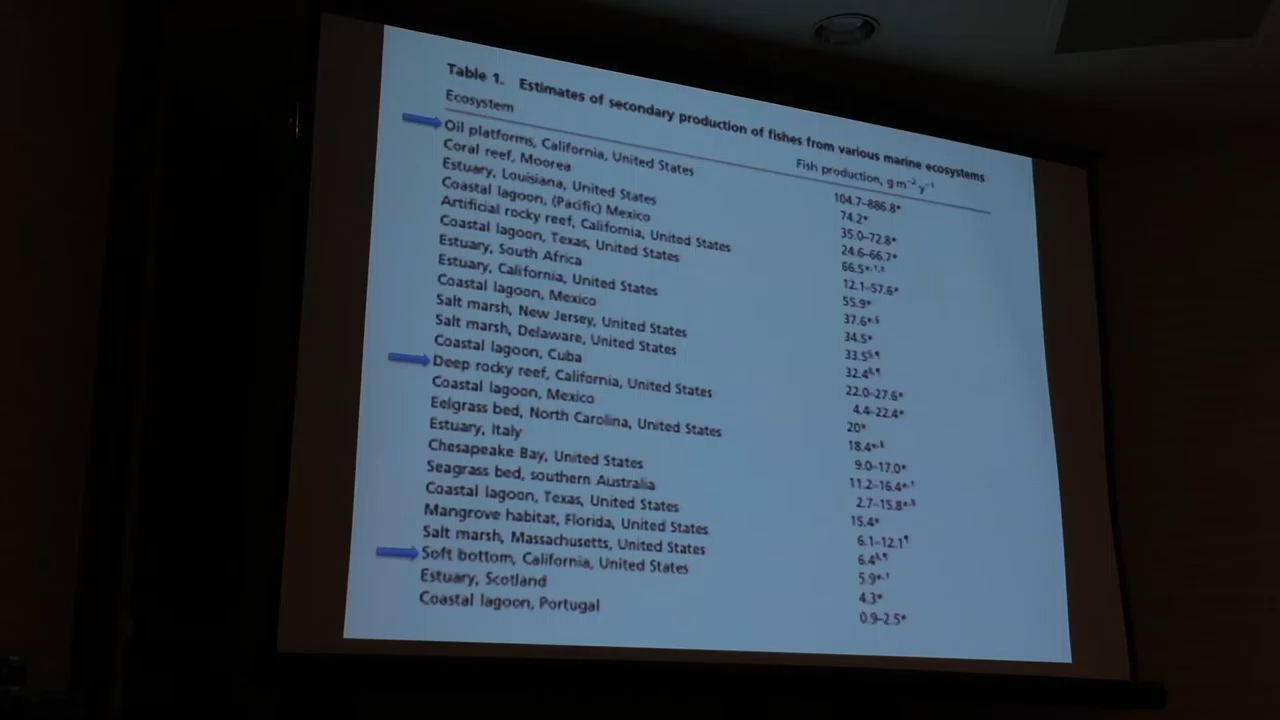 Table 1. Estimates of secondary production of fishes from various marine ecosystems
Ecosystem Fish production, g m⁻² y⁻¹
Oil platforms, California, United States 104.7–886.8*
Coral reef, Moorea 74.2*
Estuary, Louisiana, United States 35.0–72.8*
Coastal lagoon, (Pacific) Mexico 24.6–66.7*
Artificial rocky reef, California, United States 66.5*
Coastal lagoon, Texas, United States 12.1–57.6*
Estuary, South Africa 55.9*
Estuary, California, United States 37.6*
Coastal lagoon, Mexico 34.5*
Salt marsh, New Jersey, United States 33.5
Salt marsh, Delaware, United States 32.4
Coastal lagoon, Cuba 22.0–27.6*
Deep rocky reef, California, United States 4.4–22.4*
Coastal lagoon, Mexico 20*
Eelgrass bed, North Carolina, United States 18.4*
Estuary, Italy 9.0–17.0*
Chesapeake Bay, United States 11.2–16.4*
Seagrass bed, southern Australia 2.7–15.8*
Coastal lagoon, Texas, United States 15.4*
Mangrove habitat, Florida, United States 6.1–12.1¶
Salt marsh, Massachusetts, United States 6.4
Soft bottom, California, United States 5.9*
Estuary, Scotland 4.3*
Coastal lagoon, Portugal 0.9–2.5*